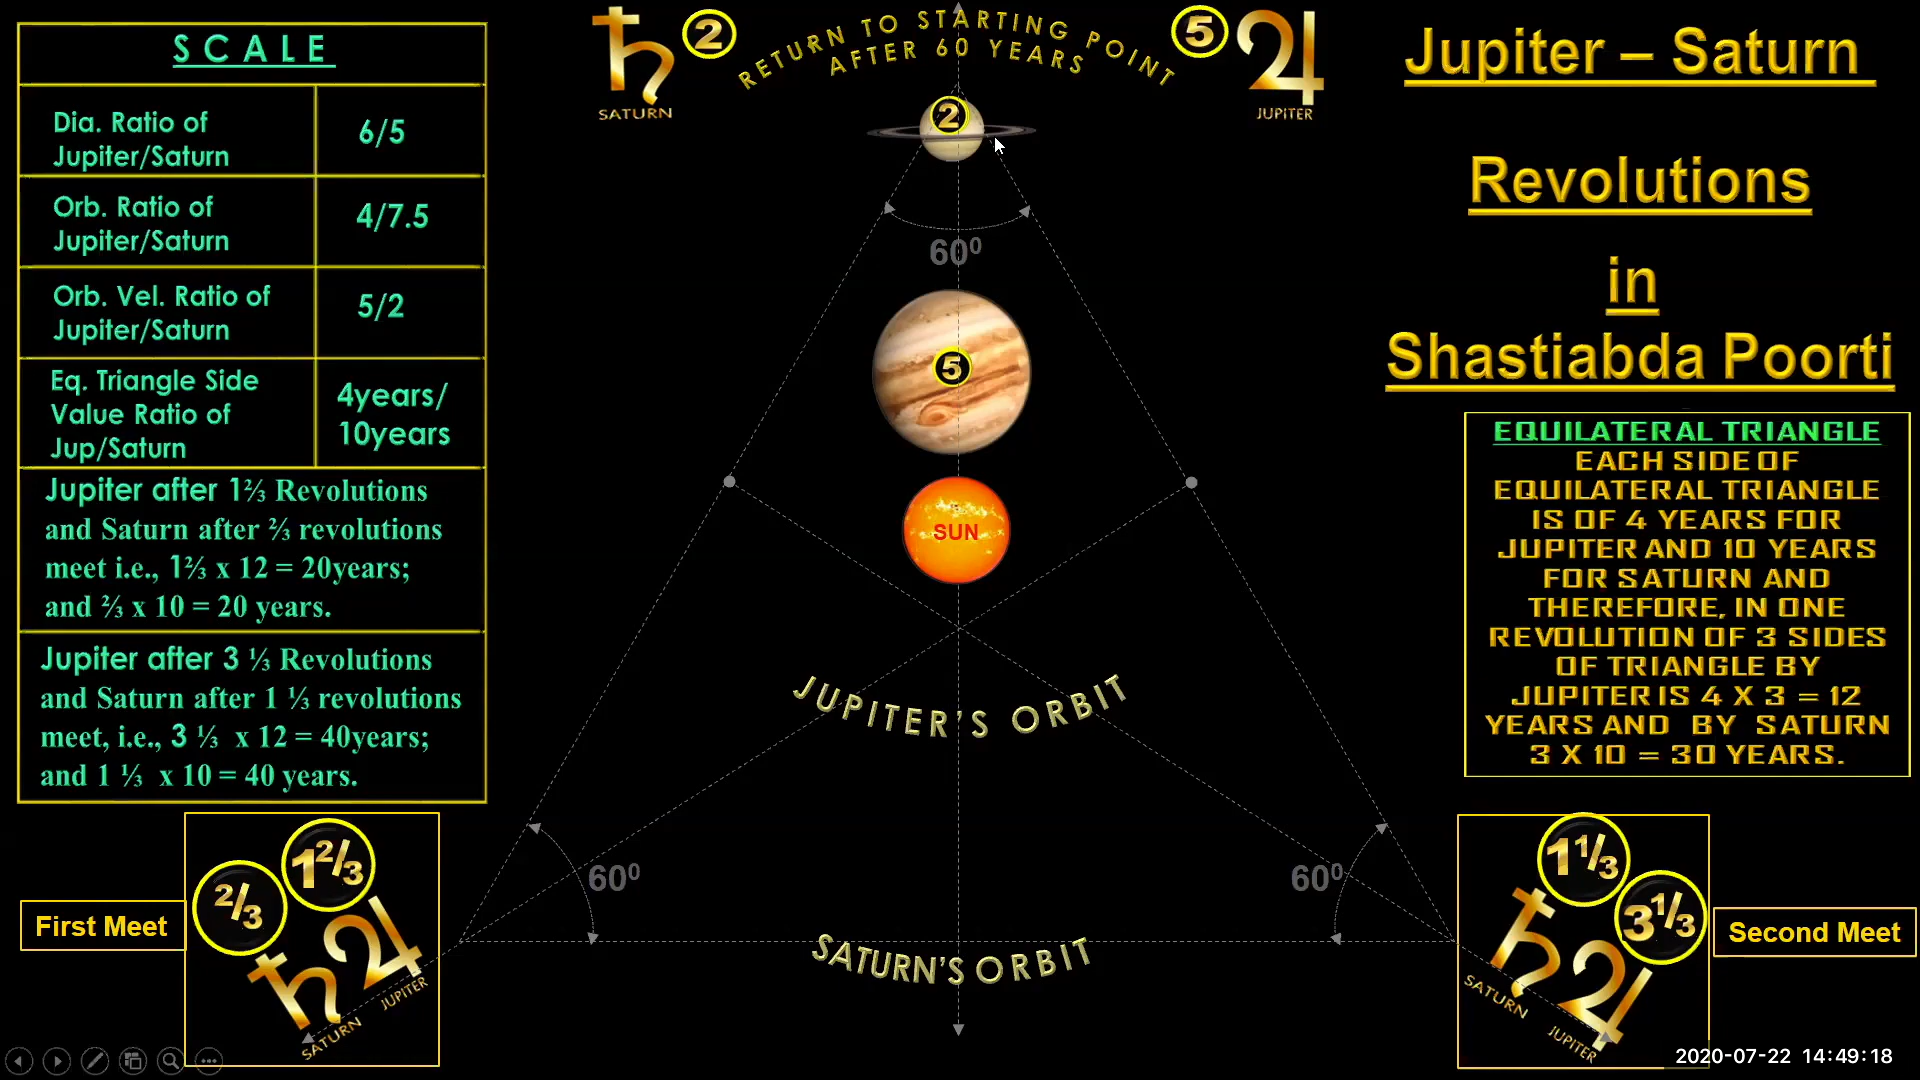 SCALE
Dia. Ratio of
Jupiter/Saturn
6/5
Orb. Ratio of
Jupiter/Saturn
4/7.5
Orb. Vel. Ratio of
Jupiter/Saturn
5/2
Eq. Triangle Side
Value Ratio of
Jup/Saturn
4years/
10years
Jupiter after 1⅔ Revolutions
and Saturn after ⅔ revolutions
meet i.e., 1⅔ x 12 = 20years;
and ⅔ x 10 = 20 years.
Jupiter after 3 ⅓ Revolutions
and Saturn after 1 ⅓ revolutions
meet, i.e., 3 ⅓ x 12 = 40years;
and 1 ⅓ x 10 = 40 years.
First Meet
⅔
1⅔
SATURN
JUPITER
♄
2
SATURN
RETURN TO STARTING POINT
AFTER 60 YEARS
5
♃
JUPITER
2
60⁰
5
SUN
JUPITER'S ORBIT
60⁰
60⁰
SATURN'S ORBIT
Jupiter – Saturn
Revolutions
in
Shastiabda Poorti
EQUILATERAL TRIANGLE
EACH SIDE OF
EQUILATERAL TRIANGLE
IS OF 4 YEARS FOR
JUPITER AND 10 YEARS
FOR SATURN AND
THEREFORE, IN ONE
REVOLUTION OF 3 SIDES
OF TRIANGLE BY
JUPITER IS 4 X 3 = 12
YEARS AND BY SATURN
3 X 10 = 30 YEARS.
1⅓
3⅓
SATURN
JUPITER
Second Meet
2020-07-22 14:49:18